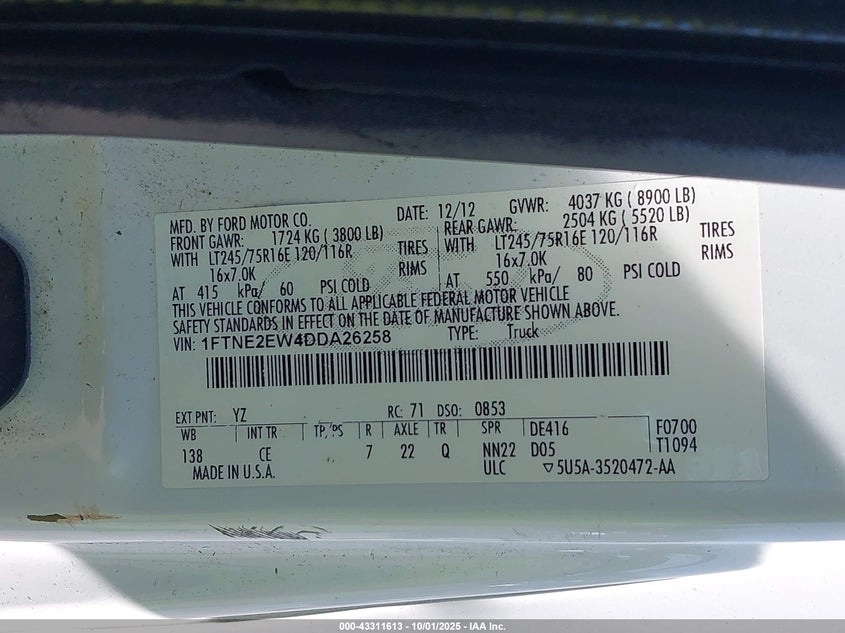 MFD. BY FORD MOTOR CO. DATE: 12/12 GVWR: 4037 KG ( 8900 LB)
FRONT GAWR: 1724 KG ( 3800 LB) REAR GAWR: 2504 KG ( 5520 LB)
WITH LT245/75R16E 120/116R TIRES WITH LT245/75R16E 120/116R TIRES
16x7.0K RIMS 16x7.0K RIMS
AT 415 kPa/ 60 PSI COLD AT 550 kPa/ 80 PSI COLD
THIS VEHICLE CONFORMS TO ALL APPLICABLE FEDERAL MOTOR VEHICLE
SAFETY STANDARDS IN EFFECT ON THE DATE OF MANUFACTURE SHOWN ABOVE.
VIN: 1FTNE2EW4DDA26258 TYPE: Truck
EXT PNT: YZ RC: 71 DSO: 0853
WB INT TR TP/PS R AXLE TR SPR DE416 F0700
138 CE 7 22 Q NN22 D05 T1094
MADE IN U.S.A. ULC ▽5U5A-3520472-AA
000-43311613 - 10/01/2025 - IAA Inc.